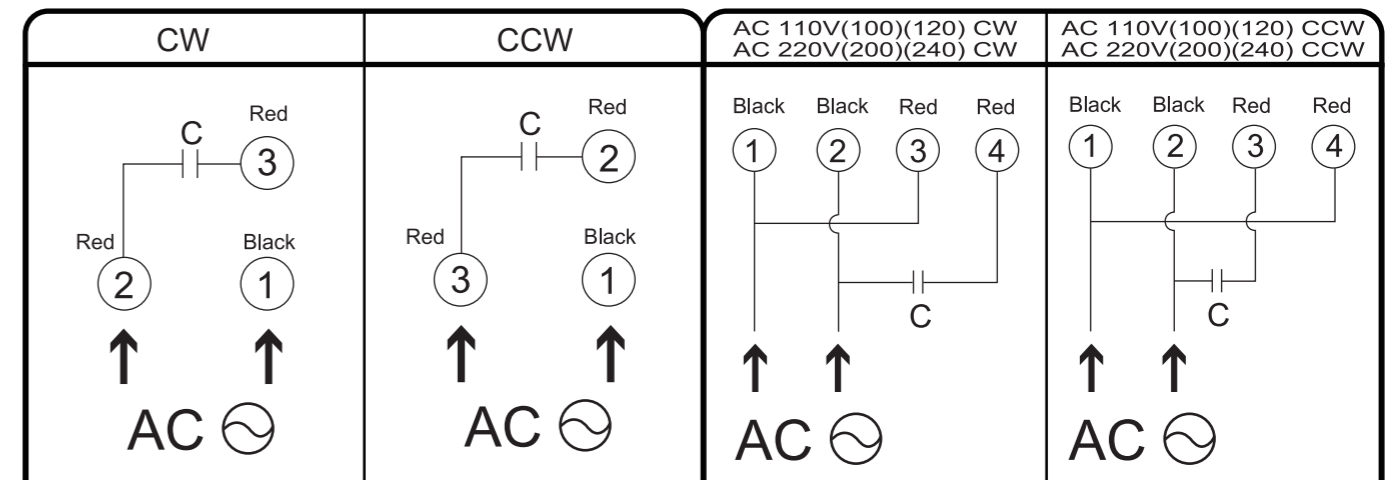 CW
CCW
AC 110V(100)(120) CW
AC 220V(200)(240) CW
AC 110V(100)(120) CCW
AC 220V(200)(240) CCW
C
Red
3
Red
2
Black
1
AC
C
Red
2
Red
3
Black
1
AC
Black Black Red Red
1 2 3 4
C
AC
Black Black Red Red
1 2 3 4
C
AC